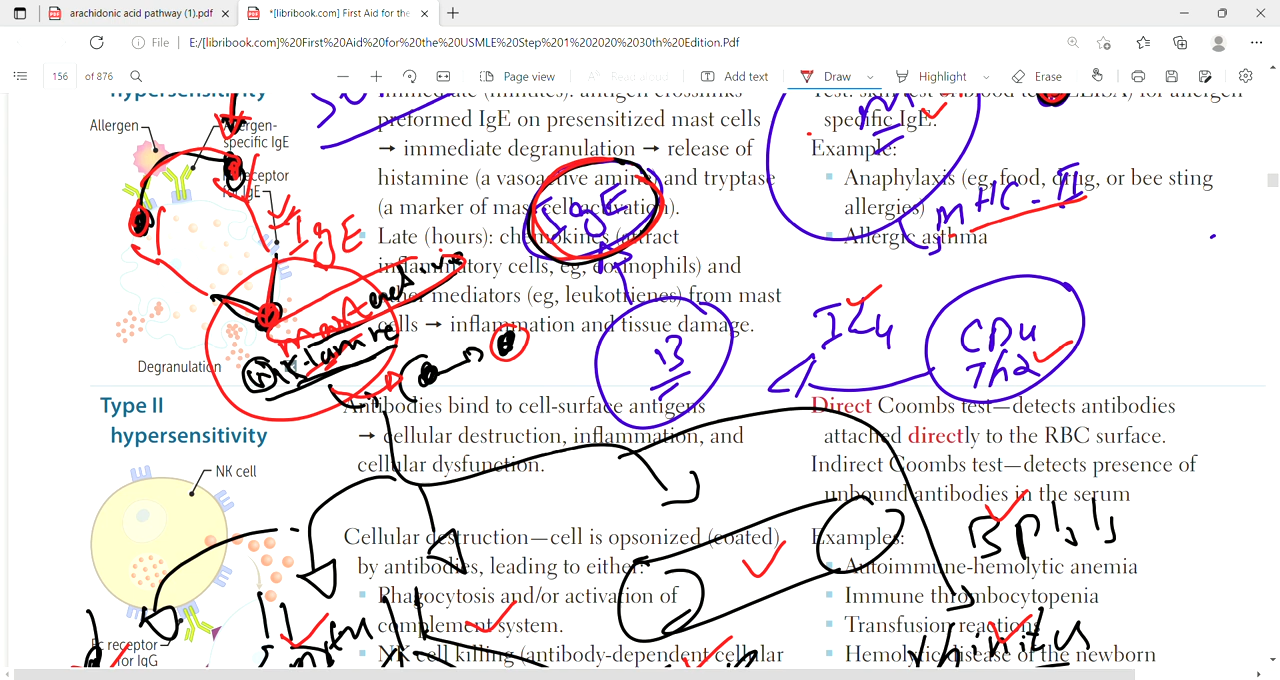 arachidonic acid pathway (1).pdf
*[libribook.com] First Aid for the
File E:/[libribook.com]%20First%20Aid%20for%20the%20USMLE%20Step%201%202020%2030th%20Edition.Pdf
156 of 876
Page view
Read aloud
Add text
Draw
Highlight
Erase
hypersensitivity
Allergen
specific IgE
Degranulation
Immediate (minutes): antigen crosslinks
preformed IgE on presensitized mast cells
→ immediate degranulation → release of
histamine (a vasoactive amine) and tryptase
(a marker of mast cell activation).
Late (hours): chemokines (attract
inflammatory cells, eg, eosinophils) and
other mediators (eg, leukotrienes) from mast
cells → inflammation and tissue damage.
for allergen
specific IgE.
Example:
Anaphylaxis (eg, food, drug, or bee sting
allergies)
Allergic asthma
IgE
IgE
MHC-II
IL4
CD4
Th2
B
Histamine
Type II
hypersensitivity
NK cell
Fc receptor
for IgG
Antibodies bind to cell-surface antigens
→ cellular destruction, inflammation, and
cellular dysfunction.
Cellular destruction—cell is opsonized (coated)
by antibodies, leading to either:
Phagocytosis and/or activation of
complement system.
NK cell killing (antibody-dependent cellular
Direct Coombs test—detects antibodies
attached directly to the RBC surface.
Indirect Coombs test—detects presence of
unbound antibodies in the serum
Examples:
Autoimmune-hemolytic anemia
Immune thrombocytopenia
Transfusion reactions
Hemolytic disease of the newborn
rhinitus